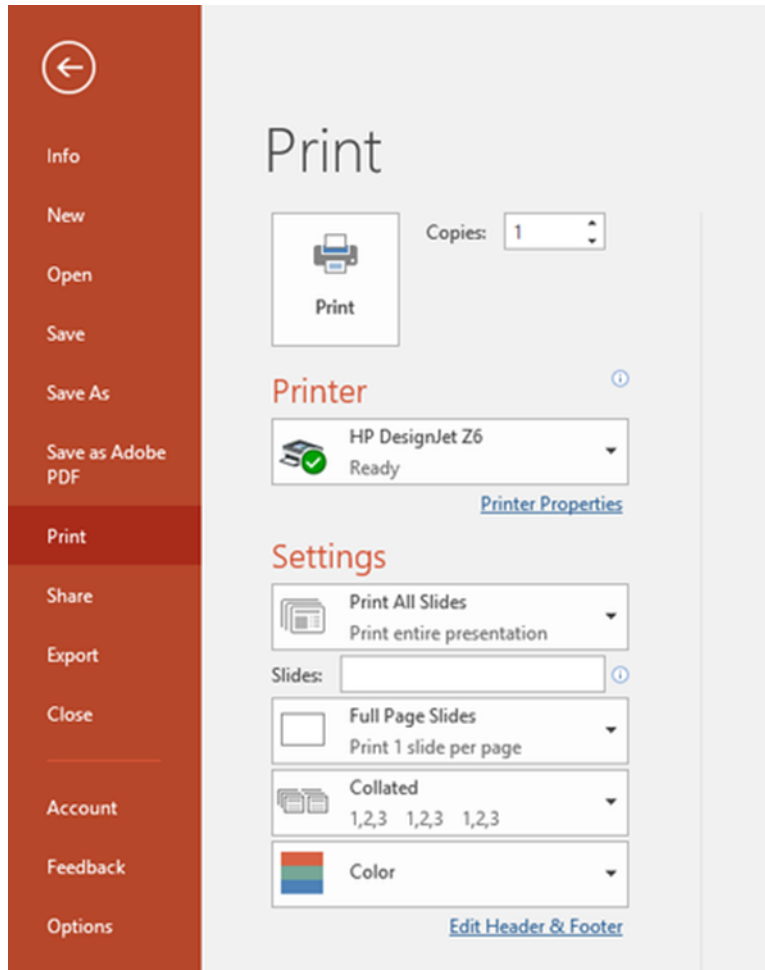 Info
New
Open
Save
Save As
Save as Adobe
PDF
Print
Share
Export
Close
Account
Feedback
Options
Print
Copies: 1
Print
Printer
HP DesignJet Z6
Ready
Printer Properties
Settings
Print All Slides
Print entire presentation
Slides:
Full Page Slides
Print 1 slide per page
Collated
1,2,3 1,2,3 1,2,3
Color
Edit Header & Footer